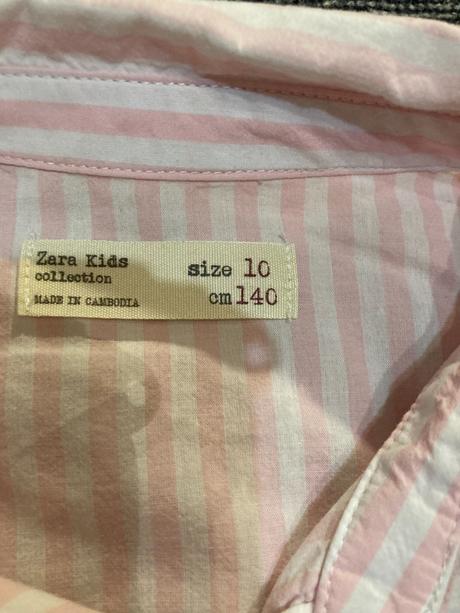 Zara Kids
collection
MADE IN CAMBODIA
size 10
cm 140